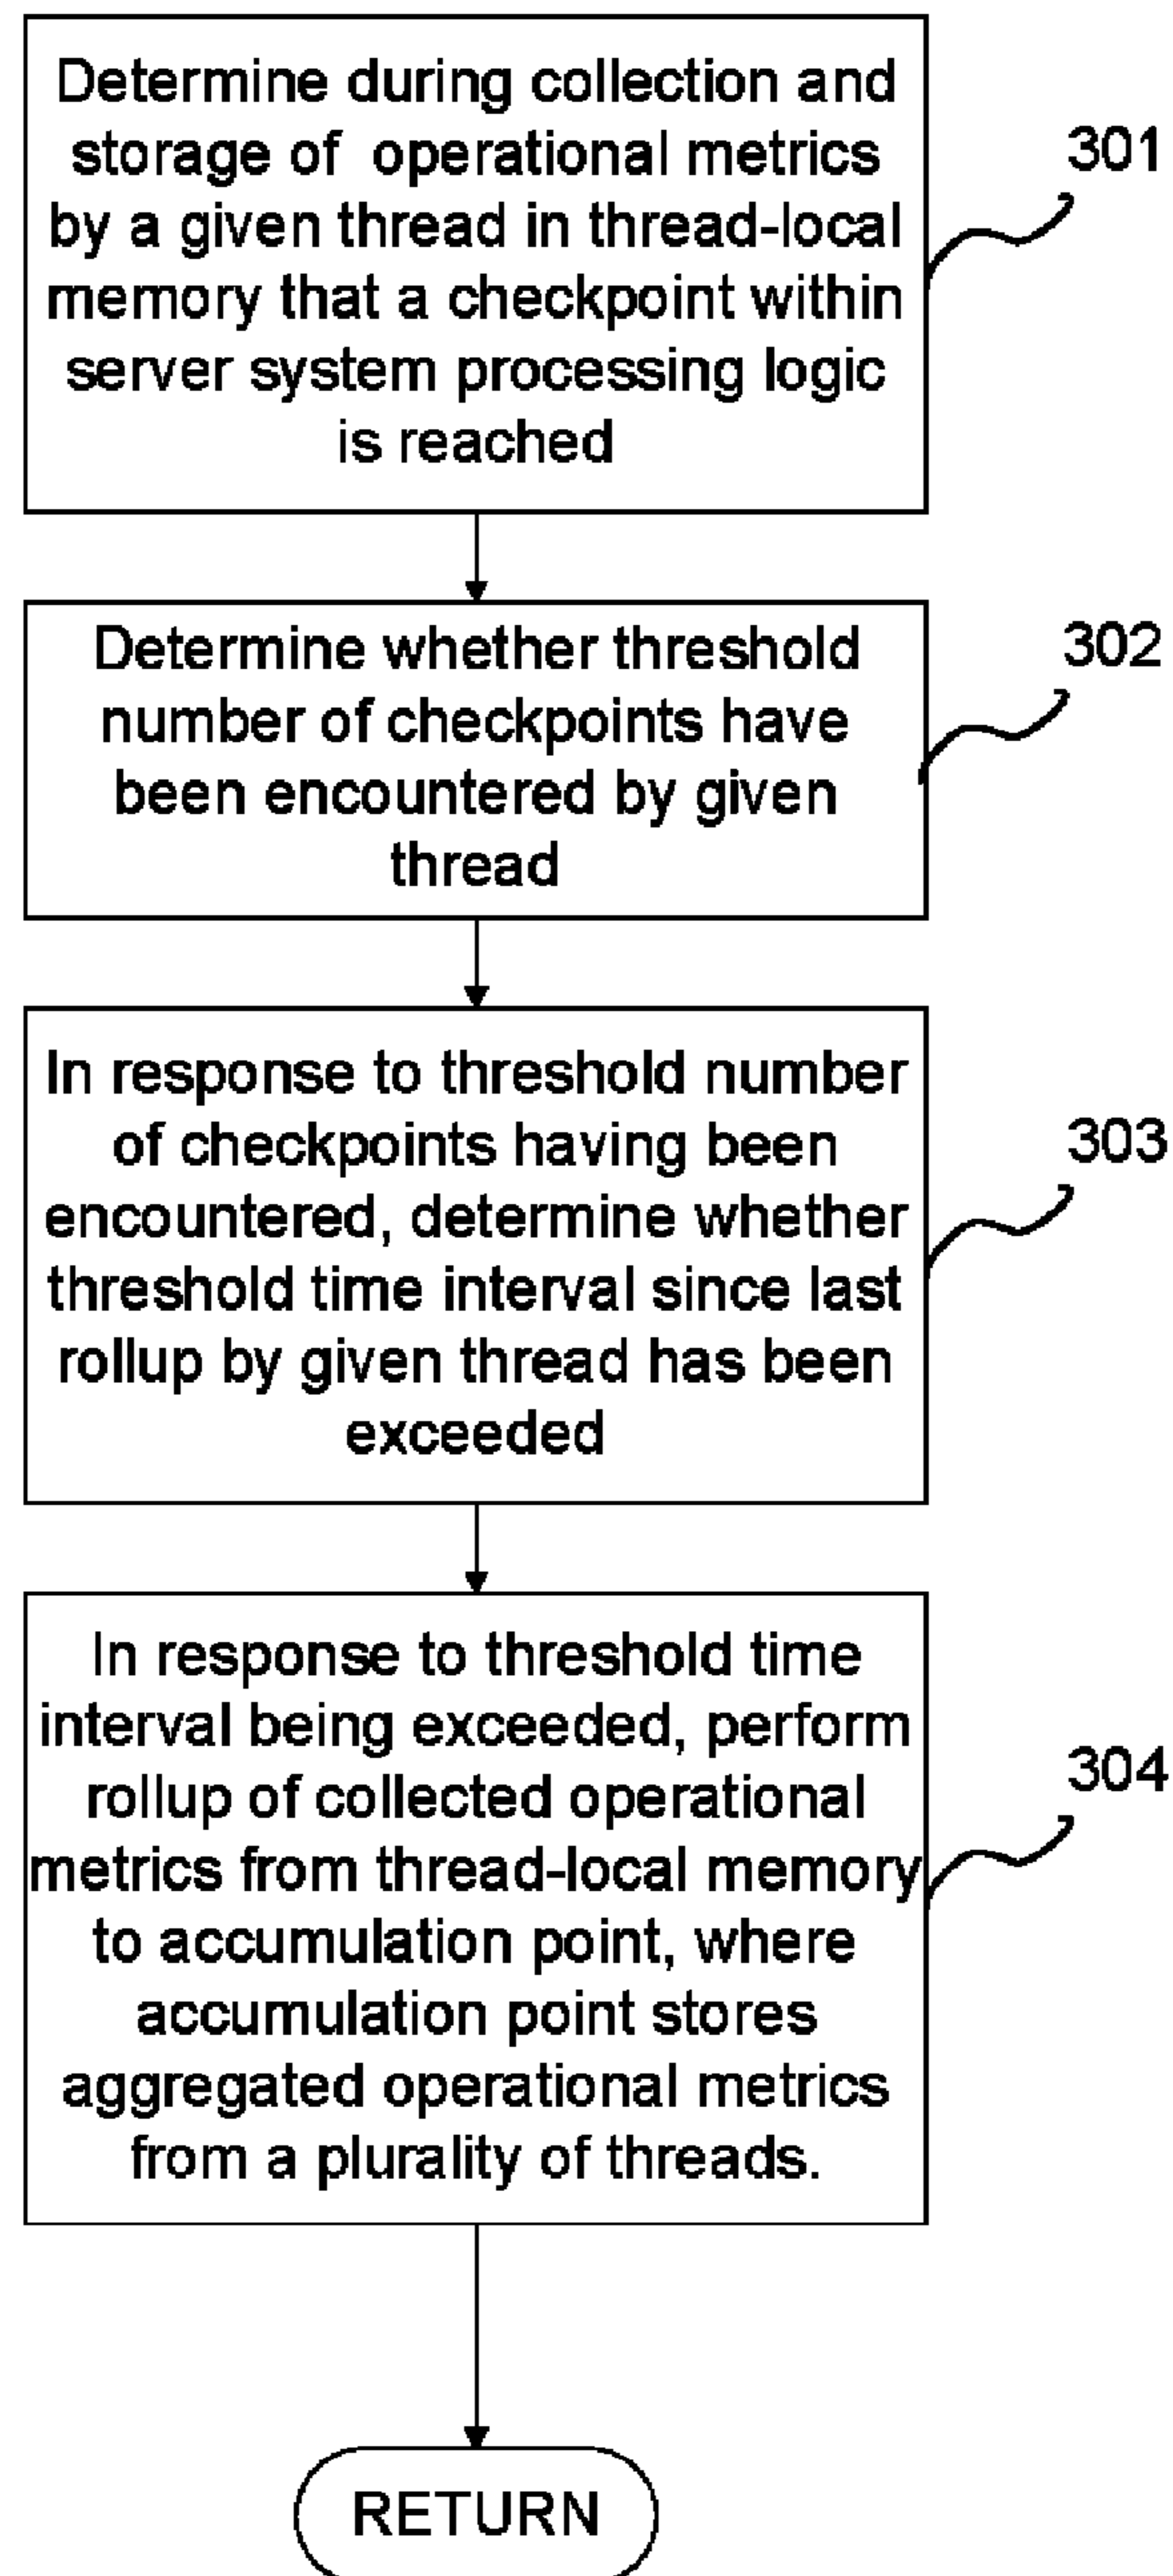 Determine during collection and
storage of operational metrics
by a given thread in thread-local
memory that a checkpoint within
server system processing logic
is reached
301
Determine whether threshold
number of checkpoints have
been encountered by given
thread
302
In response to threshold number
of checkpoints having been
encountered, determine whether
threshold time interval since last
rollup by given thread has been
exceeded
303
In response to threshold time
interval being exceeded, perform
rollup of collected operational
metrics from thread-local memory
to accumulation point, where
accumulation point stores
aggregated operational metrics
from a plurality of threads.
304
RETURN